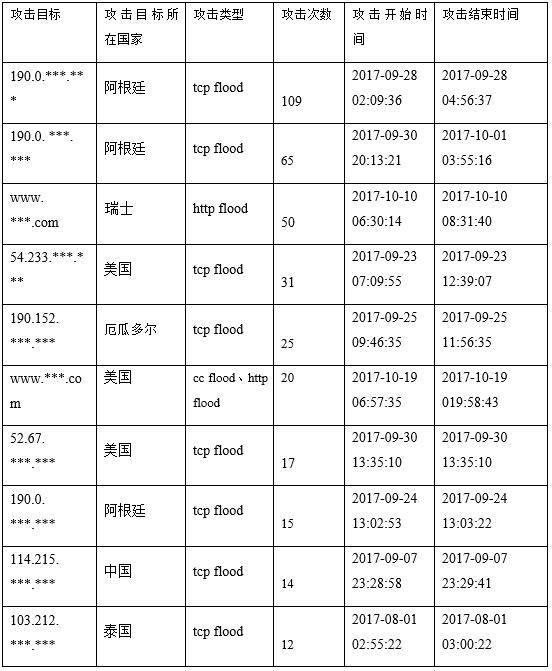 攻击目标
攻击目标所
在国家
攻击类型
攻击次数
攻击开始时
间
攻击结束时间
190.0.***.**
*
阿根廷
tcp flood
109
2017-09-28
02:09:36
2017-09-28
04:56:37
190.0. ***.
***
阿根廷
tcp flood
65
2017-09-30
20:13:21
2017-10-01
03:55:16
www.
***.com
瑞士
http flood
50
2017-10-10
06:30:14
2017-10-10
08:31:40
54.233.***.*
**
美国
tcp flood
31
2017-09-23
07:09:55
2017-09-23
12:39:07
190.152.
***.***
厄瓜多尔
tcp flood
25
2017-09-25
09:46:35
2017-09-25
11:56:35
www.***.co
m
美国
cc flood、http
flood
20
2017-10-19
06:57:35
2017-10-19
019:58:43
52.67.
***.***
美国
tcp flood
17
2017-09-30
13:35:10
2017-09-30
13:35:10
190.0.
***.***
阿根廷
tcp flood
15
2017-09-24
13:02:53
2017-09-24
13:03:22
114.215.
***.***
中国
tcp flood
14
2017-09-07
23:28:58
2017-09-07
23:29:41
103.212.
***.***
泰国
tcp flood
12
2017-08-01
02:55:22
2017-08-01
03:00:22